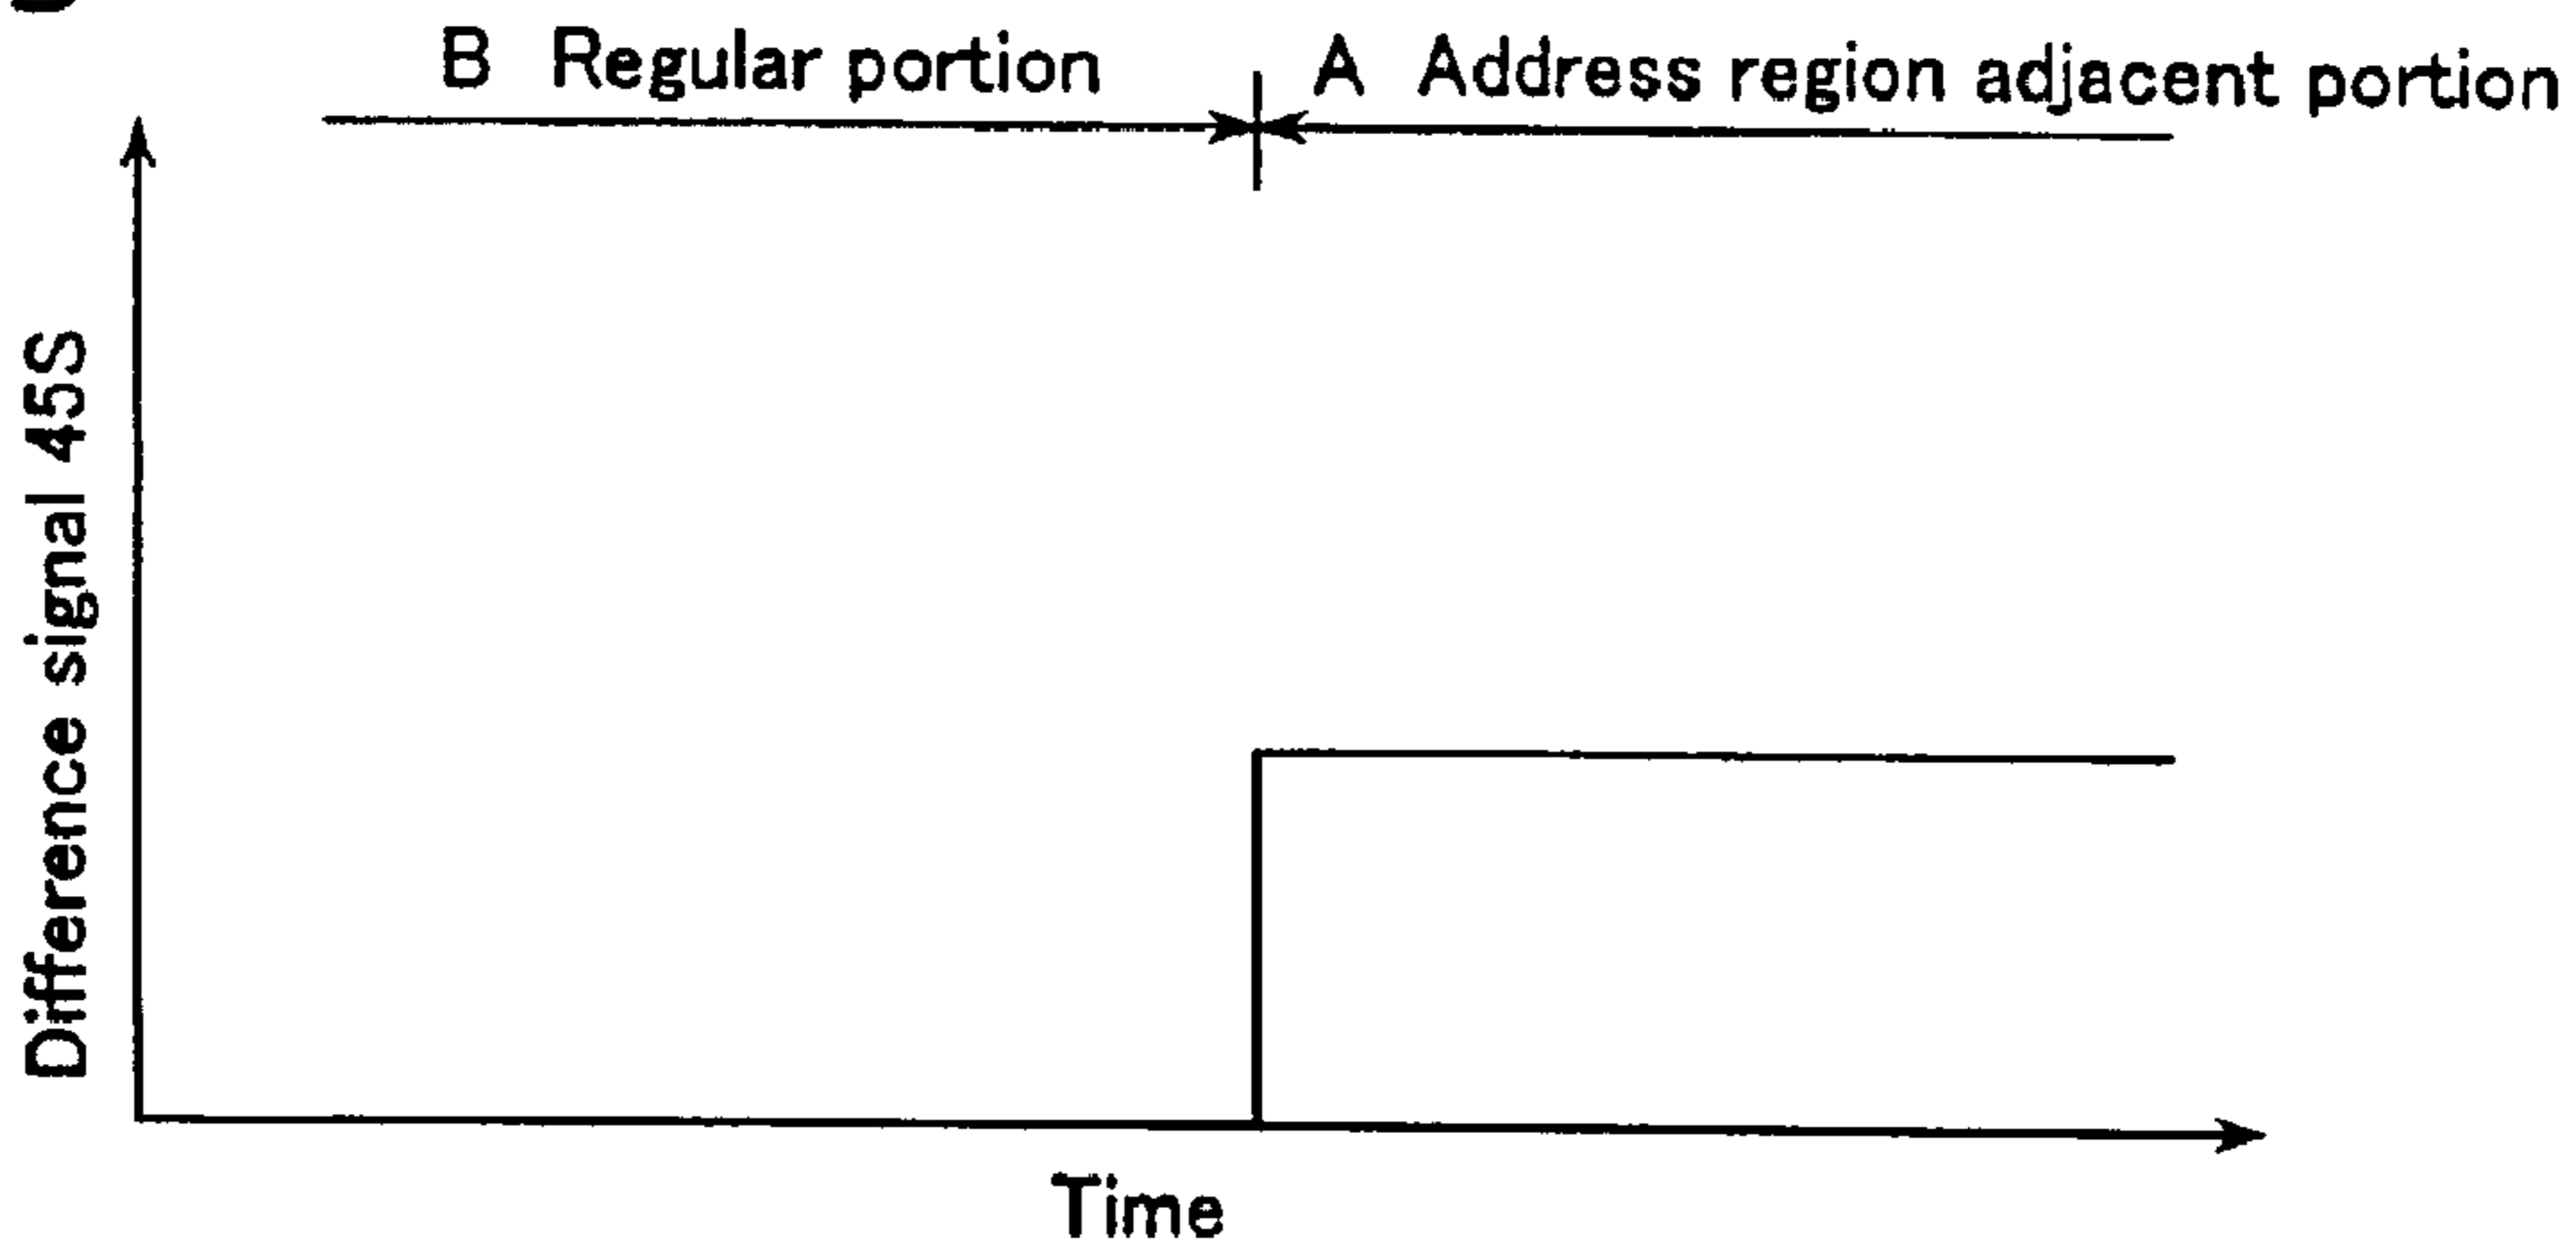 B Regular portion
A Address region adjacent portion
Difference signal 45S
Time